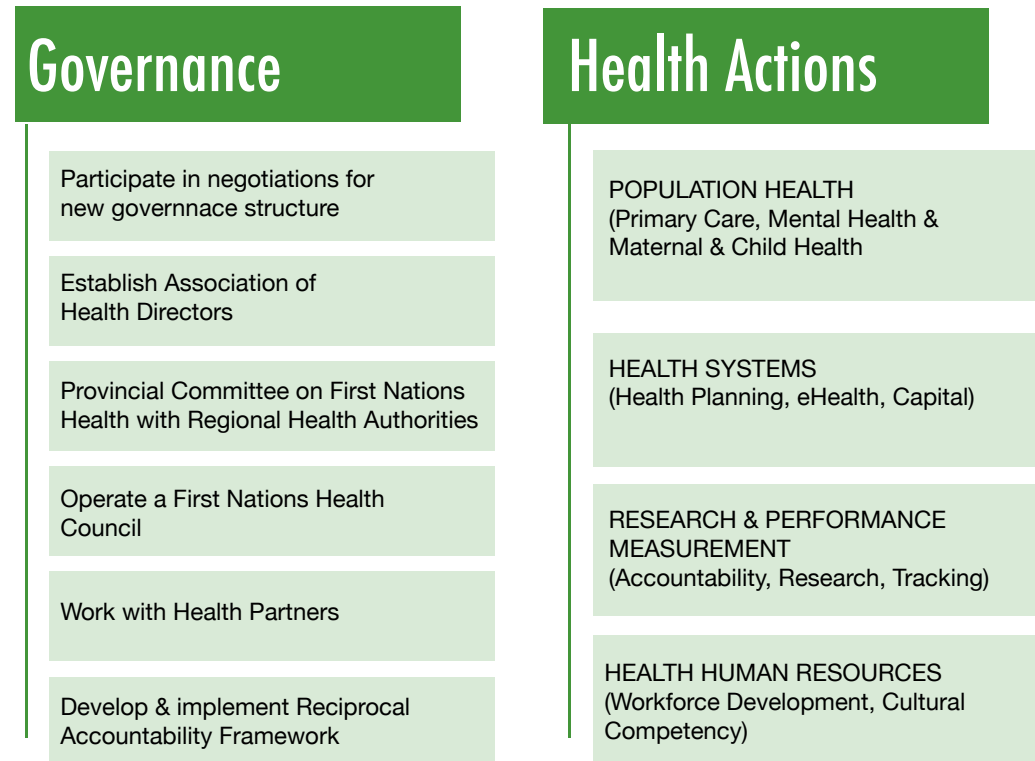 Governance
Participate in negotiations for
new governnace structure
Establish Association of
Health Directors
Provincial Committee on First Nations
Health with Regional Health Authorities
Operate a First Nations Health
Council
Work with Health Partners
Develop & implement Reciprocal
Accountability Framework
Health Actions
POPULATION HEALTH
(Primary Care, Mental Health &
Maternal & Child Health
HEALTH SYSTEMS
(Health Planning, eHealth, Capital)
RESEARCH & PERFORMANCE
MEASUREMENT
(Accountability, Research, Tracking)
HEALTH HUMAN RESOURCES
(Workforce Development, Cultural
Competency)